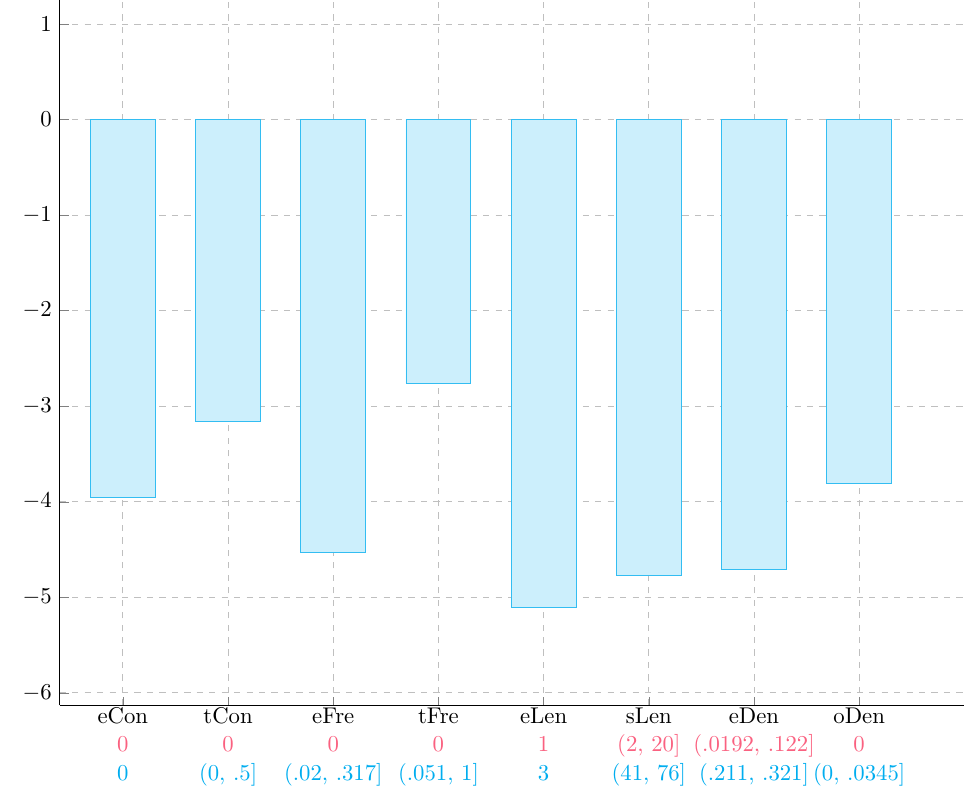 1
0
−1
−2
−3
−4
−5
−6
eCon tCon eFre tFre eLen sLen eDen oDen
0 0 0 0 1 (2, 20] (.0192, .122] 0
0 (0, .5] (.02, .317] (.051, 1] 3 (41, 76] (.211, .321] (0, .0345]